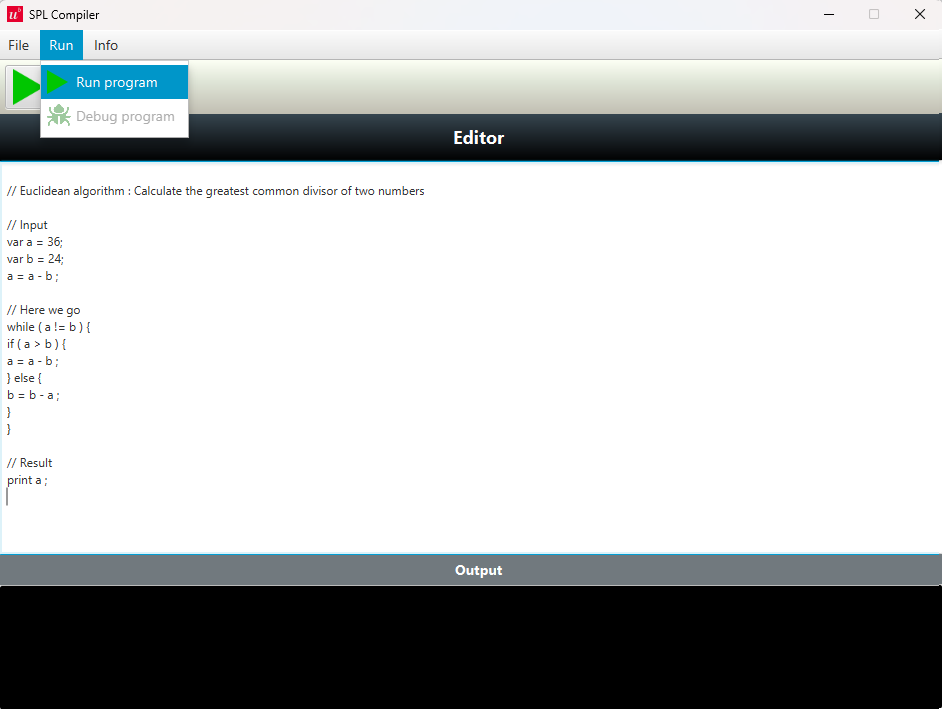 SPL Compiler
File Run Info
Run program
Debug program
Editor
// Euclidean algorithm : Calculate the greatest common divisor of two numbers
// Input
var a = 36;
var b = 24;
a = a - b ;
// Here we go
while ( a != b ) {
if ( a > b ) {
a = a - b ;
} else {
b = b - a ;
}
}
// Result
print a ;
Output